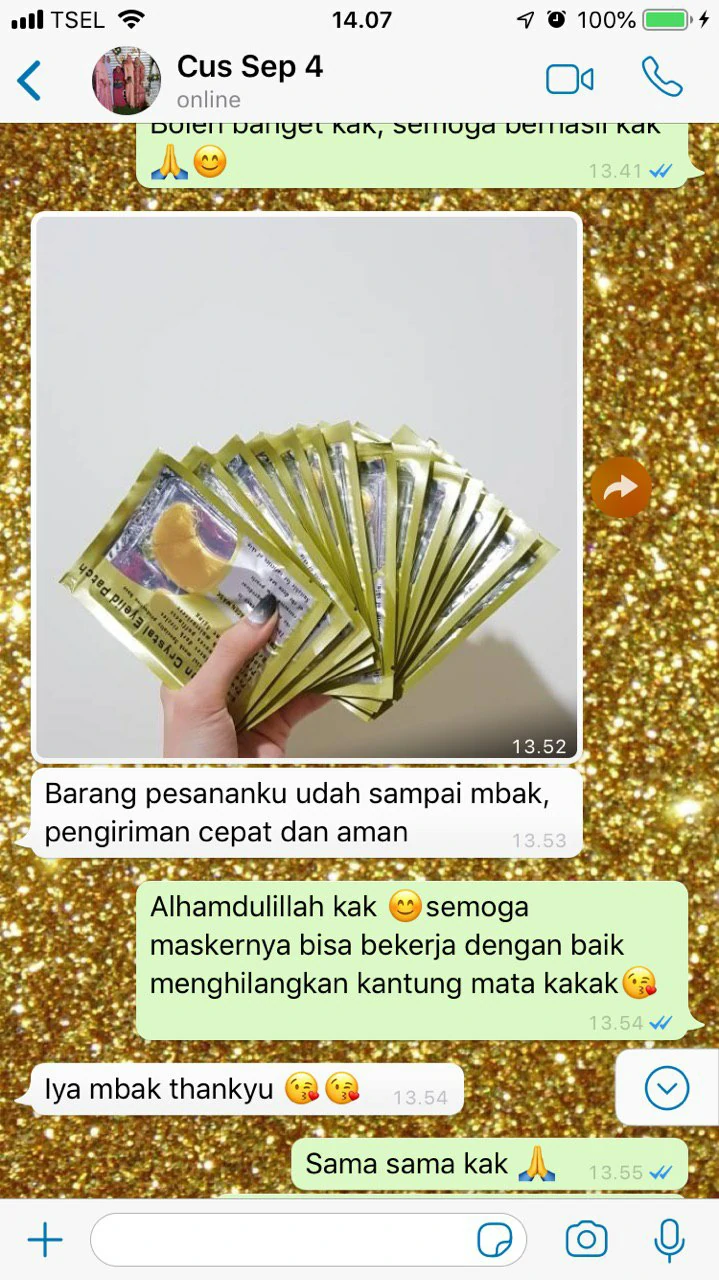 TSEL
14.07
100%
Cus Sep 4
online
Boleh banget kak, semoga berhasil kak
🙏😊
13.41
Crystal Eyelid Patch
13.52
Barang pesananku udah sampai mbak,
pengiriman cepat dan aman
13.53
Alhamdulillah kak 😊semoga
maskernya bisa bekerja dengan baik
menghilangkan kantung mata kakak😘
13.54
Iya mbak thankyu 😘😘
13.54
Sama sama kak 🙏
13.55